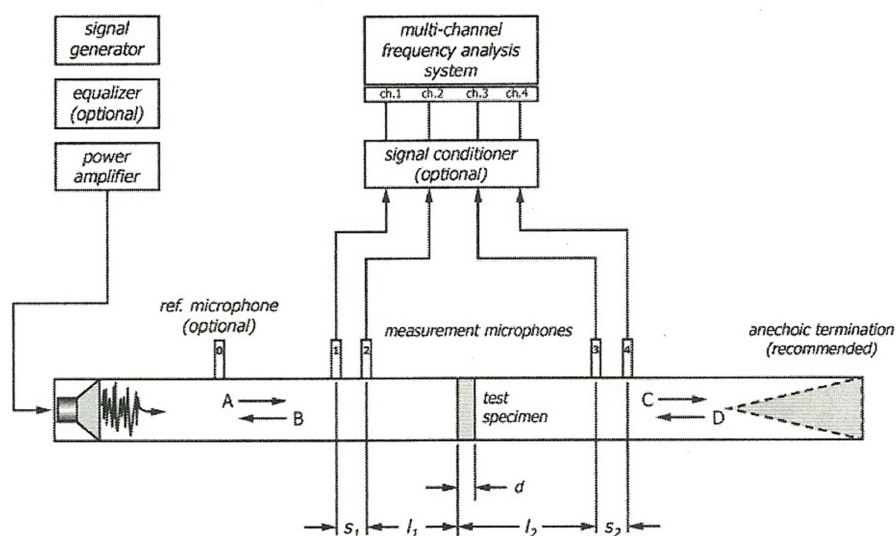 signal
generator
equalizer
(optional)
power
amplifier
multi-channel
frequency analysis
system
ch.1 ch.2 ch.3 ch.4
signal conditioner
(optional)
ref. microphone
(optional)
measurement microphones
anechoic termination
(recommended)
0
1
2
3
4
A
B
test
specimen
C
D
d
s1
l1
l2
s2